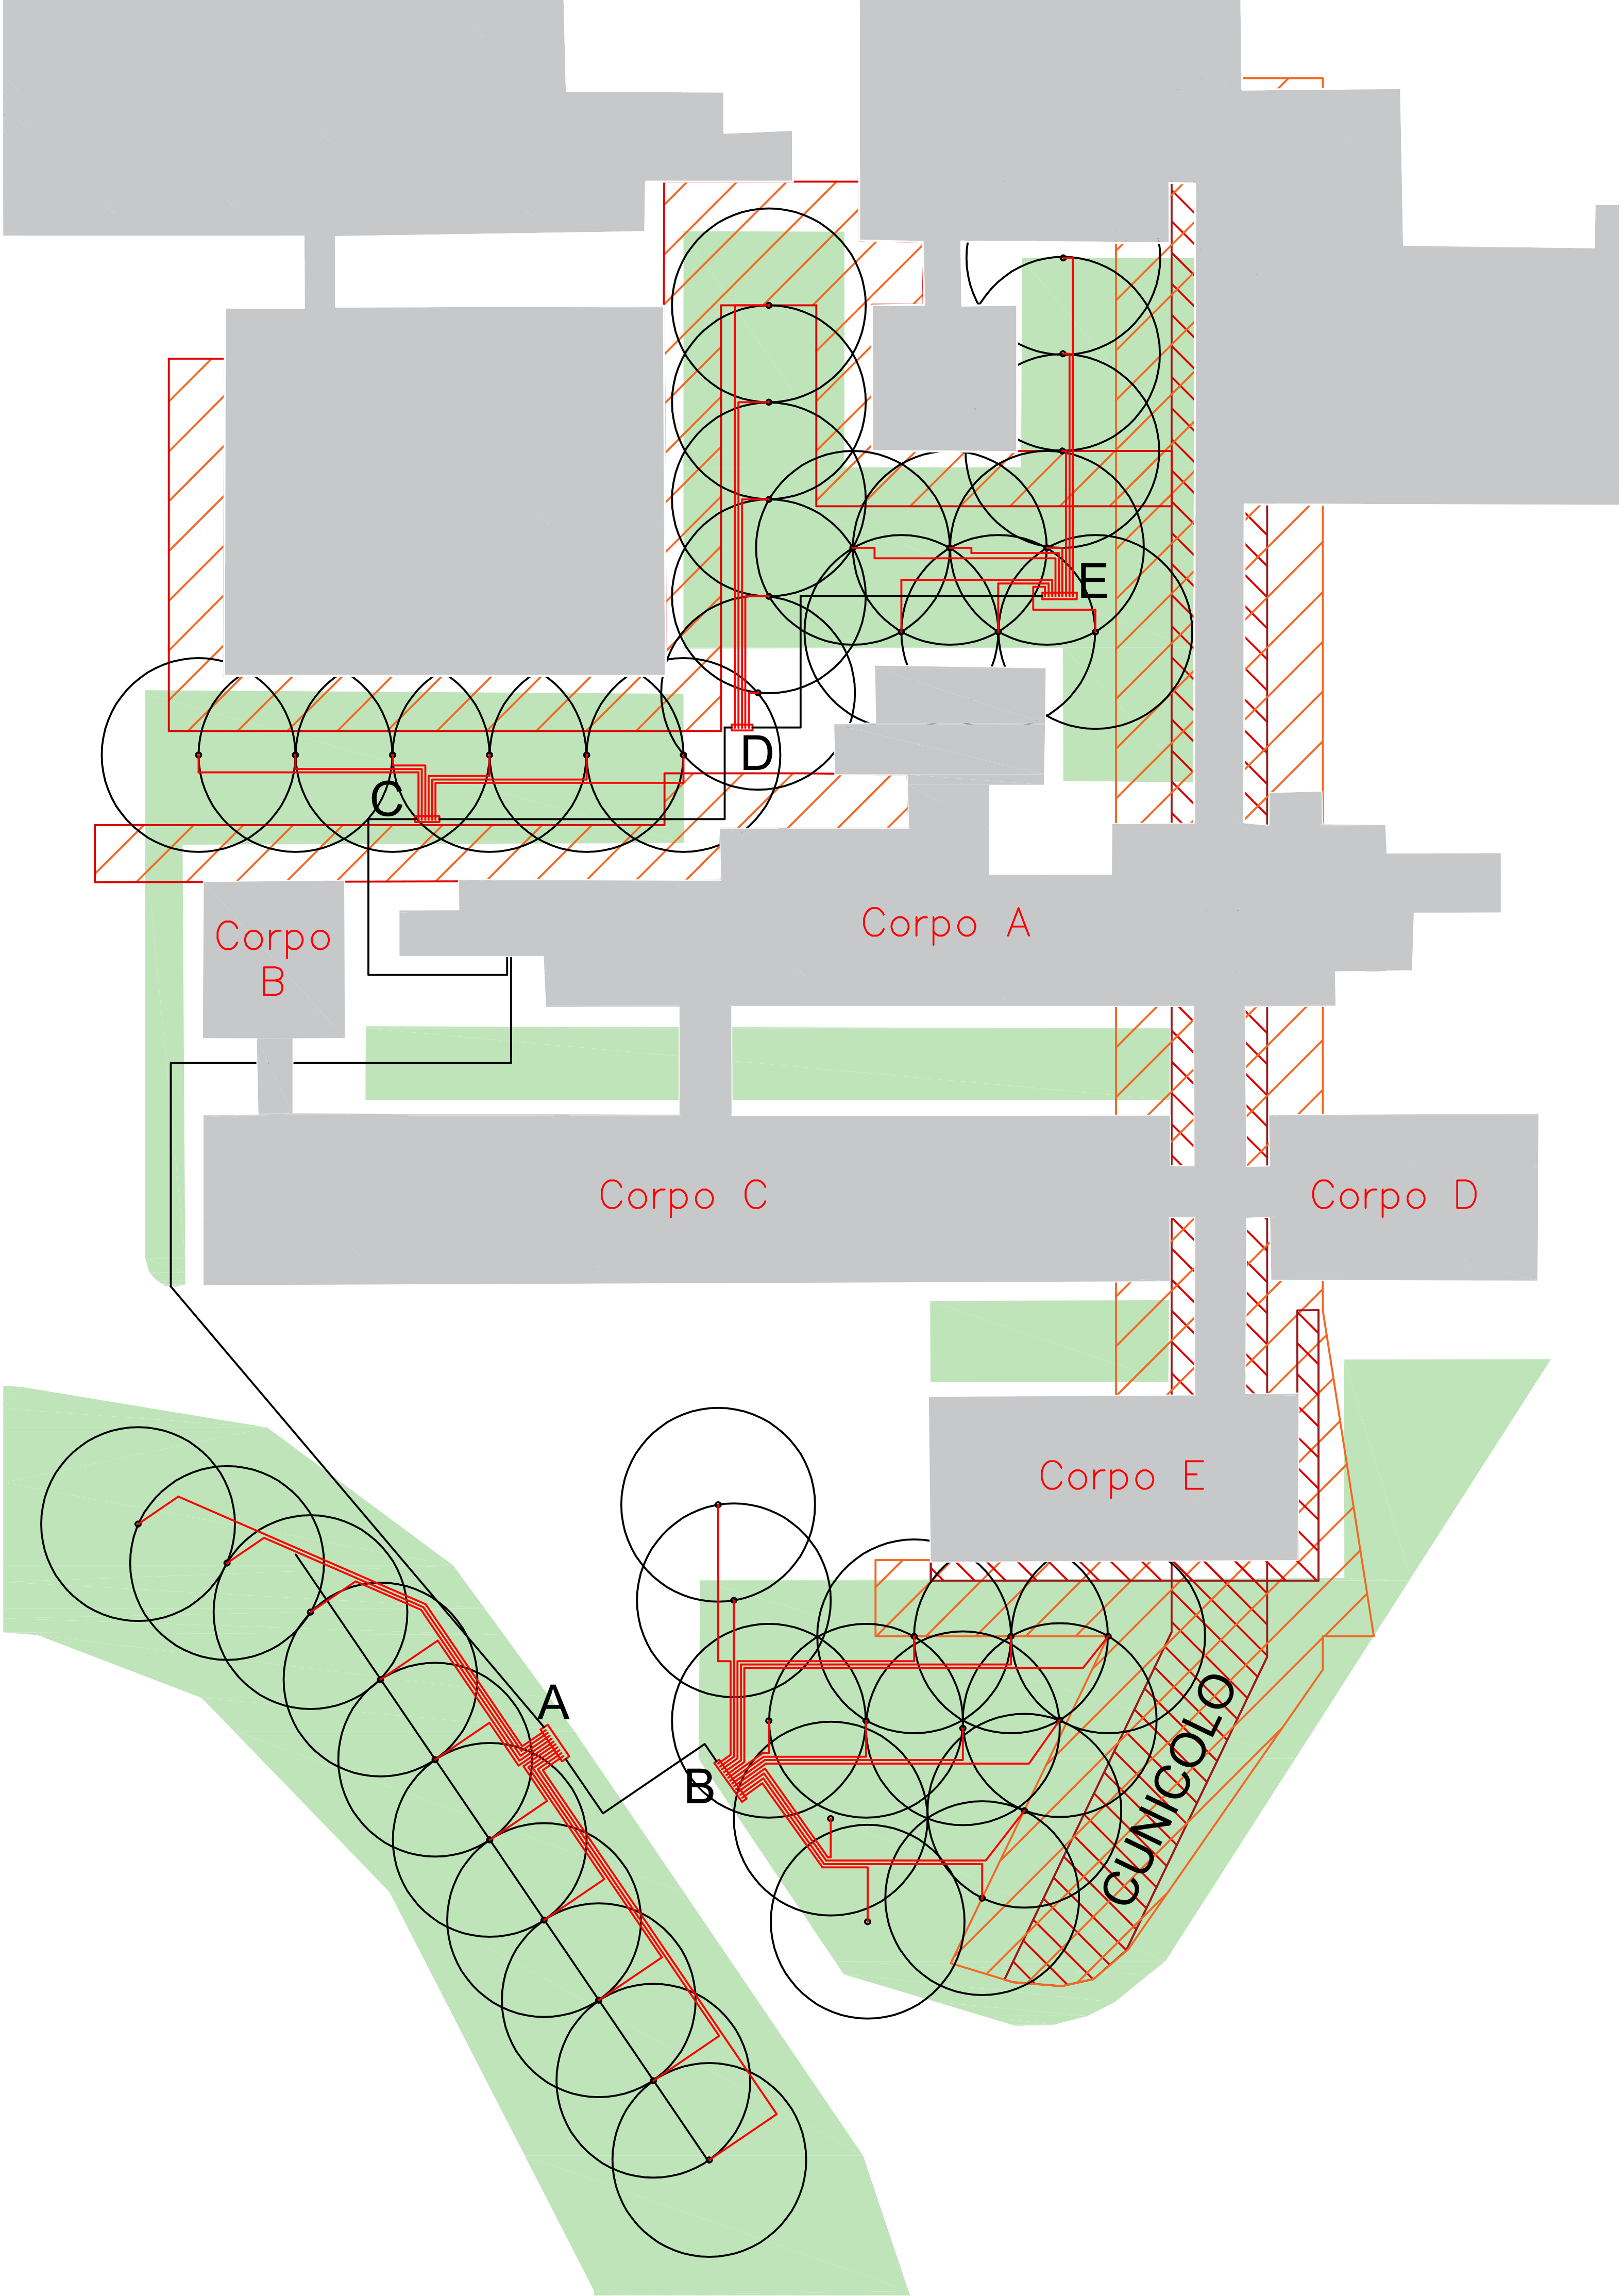 E
D
C
Corpo A
Corpo
B
Corpo C
Corpo D
Corpo E
A
B
CUNICOLO